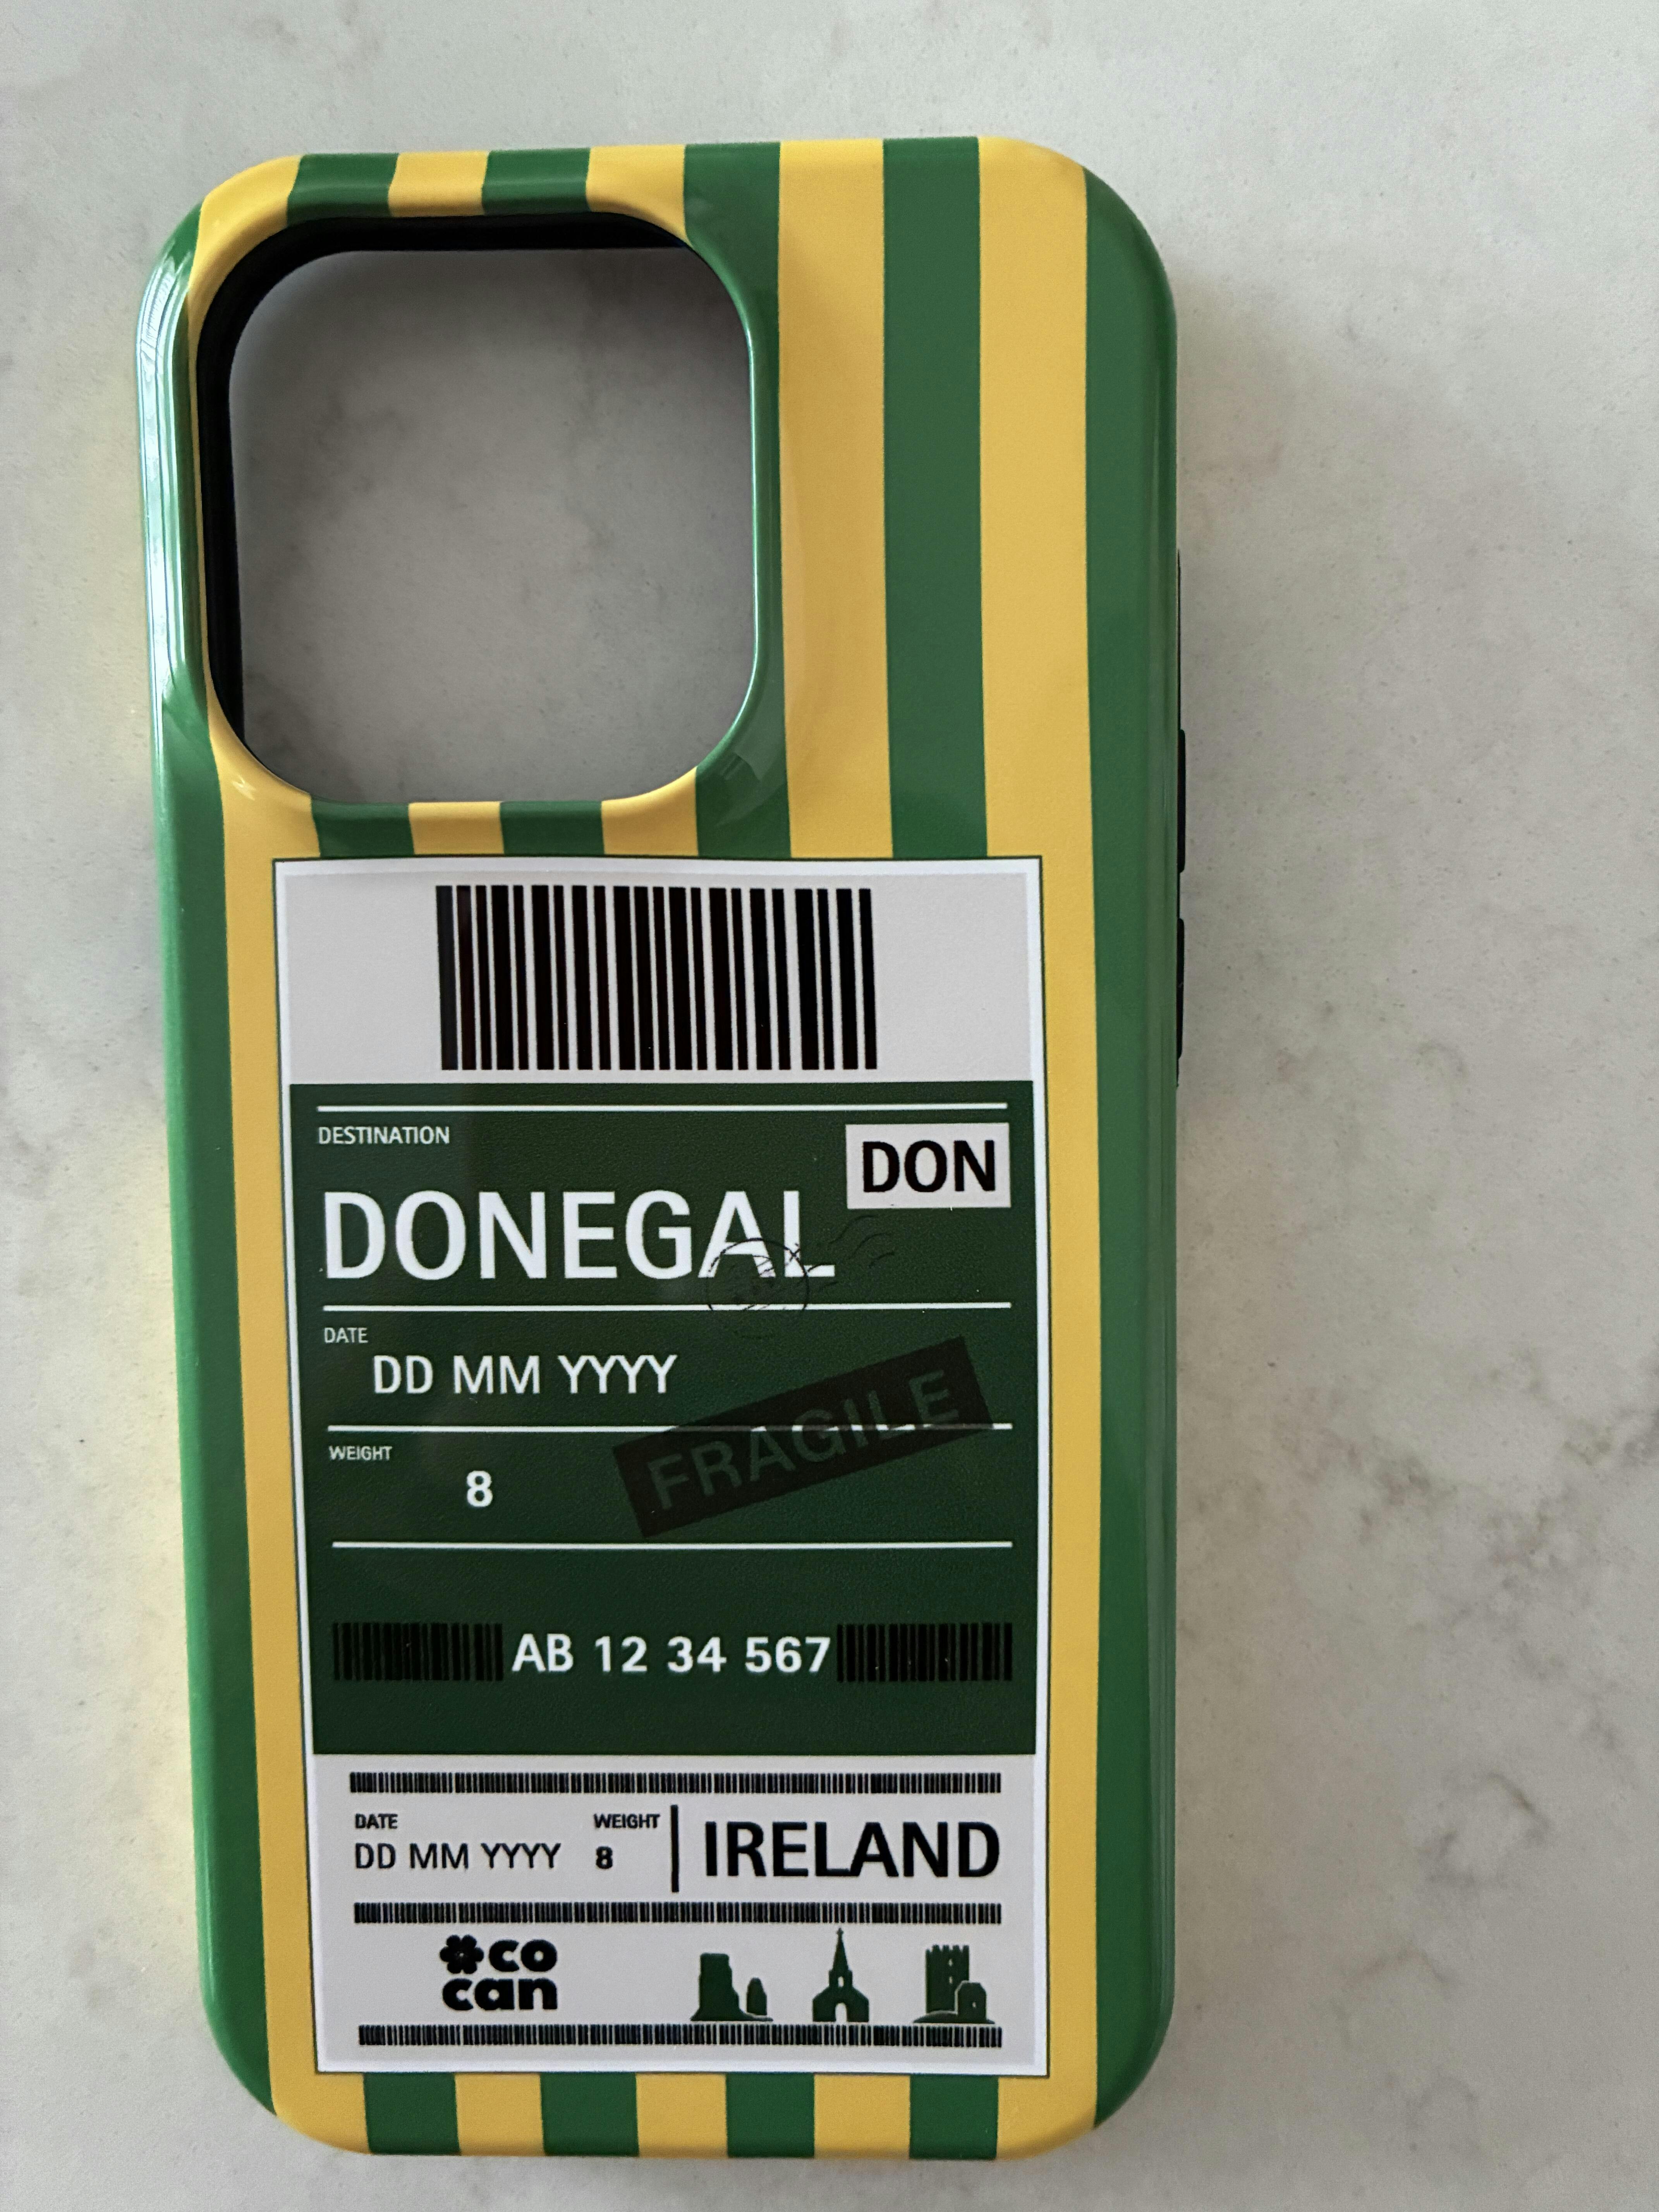 DESTINATION
DON
DONEGAL
DATE
DD MM YYYY
FRAGILE
WEIGHT
8
AB 12 34 567
DATE WEIGHT
DD MM YYYY 8
IRELAND
co
can